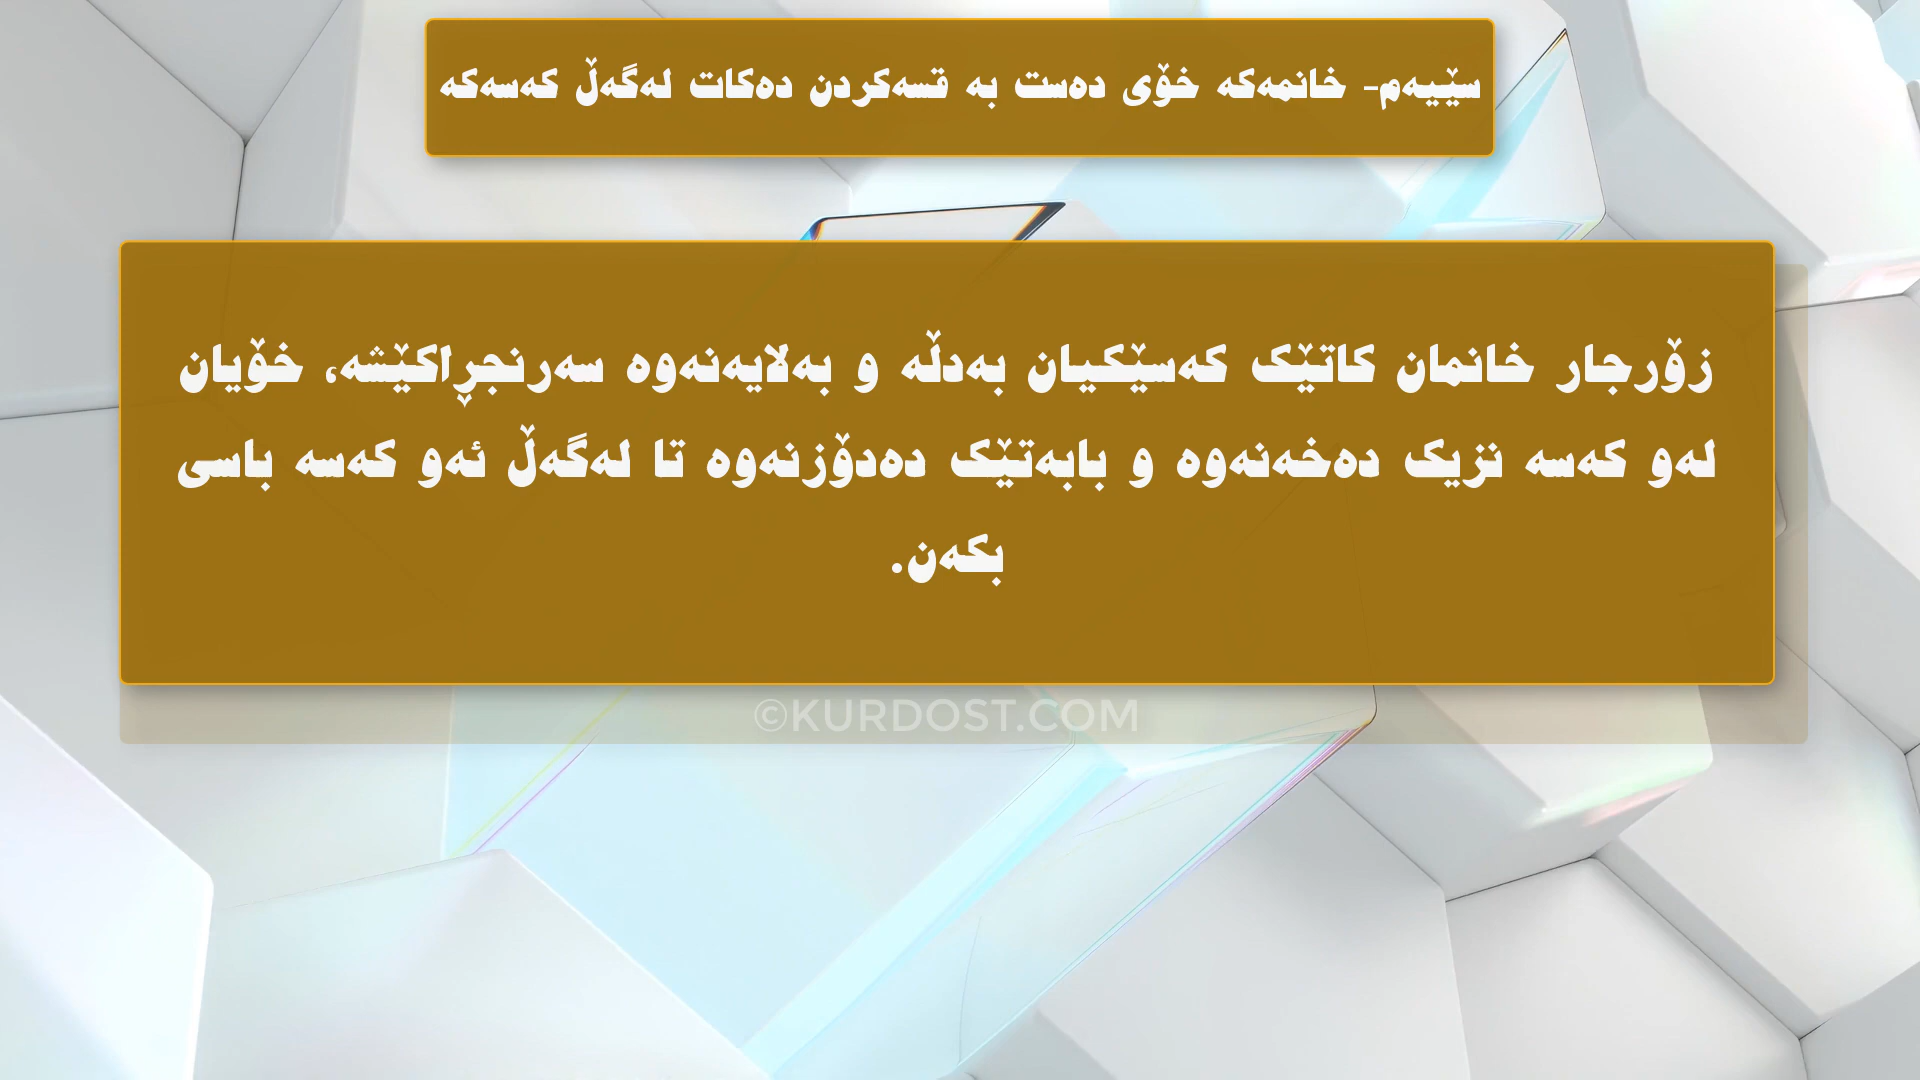 سێیەم- خانمەکە خۆی دەست بە قسەکردن دەکات لەگەڵ کەسەکە
زۆرجار خانمان کاتێک کەسێکیان بەدڵە و بەلایەنەوە سەرنجڕاکێشە، خۆیان
لەو کەسە نزیک دەخەنەوە و بابەتێک دەدۆزنەوە تا لەگەڵ ئەو کەسە باسی
بکەن.
©KURDOST.COM